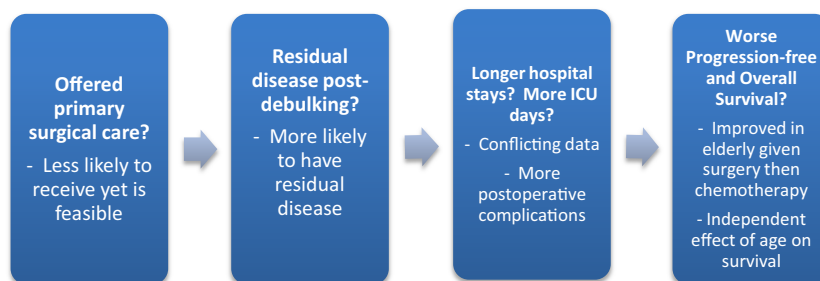 Offered
primary
surgical care?
- Less likely to
receive yet is
feasible
Residual
disease post-
debulking?
- More likely
to have
residual
disease
Longer hospital
stays? More ICU
days?
- Conflicting data
- More
postoperative
complications
Worse
Progression-free
and Overall
Survival?
- Improved in
elderly given
surgery then
chemotherapy
- Independent
effect of age on
survival